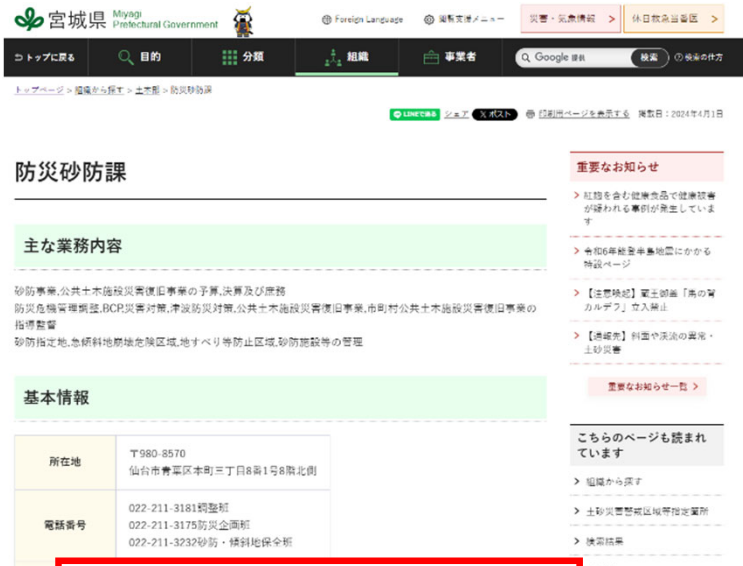 宮城県 Miyagi Prefectural Government
Foreign Language
閲覧支援メニュー
災害・気象情報 >
休日救急当番医 >
トップに戻る
目的
分類
組織
事業者
Google 提供
検索
検索の仕方
トップページ > 組織から探す > 土木部 > 防災砂防課
LINEで送る シェア X ポスト 印刷用ページを表示する 掲載日:2024年4月1日
防災砂防課
主な業務内容
砂防事業,公共土木施設災害復旧事業の予算,決算及び庶務
防災危機管理調整,BCP,災害対策,津波防災対策,公共土木施設災害復旧事業,市町村公共土木施設災害復旧事業の
指導監督
砂防指定地,急傾斜地崩壊危険区域,地すべり等防止区域,砂防施設等の管理
基本情報
所在地
〒980-8570
仙台市青葉区本町三丁目8番1号8階北側
電話番号
022-211-3181調整班
022-211-3175防災企画班
022-211-3232砂防・傾斜地保全班
重要なお知らせ
> 紅麹を含む健康食品で健康被害
が疑われる事例が発生していま
す
> 令和6年能登半島地震にかかる
特設ページ
> 【注意喚起】蔵王御釜「馬の背
カルデラ」立入禁止
> 【通報先】斜面や渓流の異常・
土砂災害
重要なお知らせ一覧 >
こちらのページも読まれ
ています
> 組織から探す
> 土砂災害警戒区域等指定箇所
> 検索結果